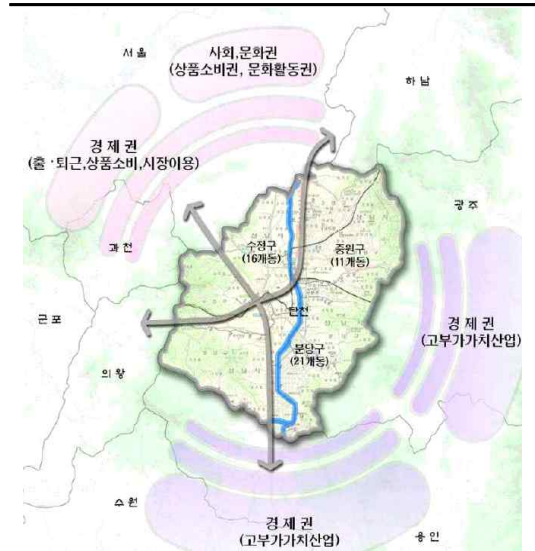 서울
사회,문화권
(상품소비권, 문화활동권)
하남
경제권
(출·퇴근,상품소비,시장이용)
광주
과천
수정구
(16개동)
중원구
(11개동)
군포
탄천
경제권
(고부가가치산업)
분당구
(21개동)
의왕
수원
경제권
(고부가가치산업)
용인